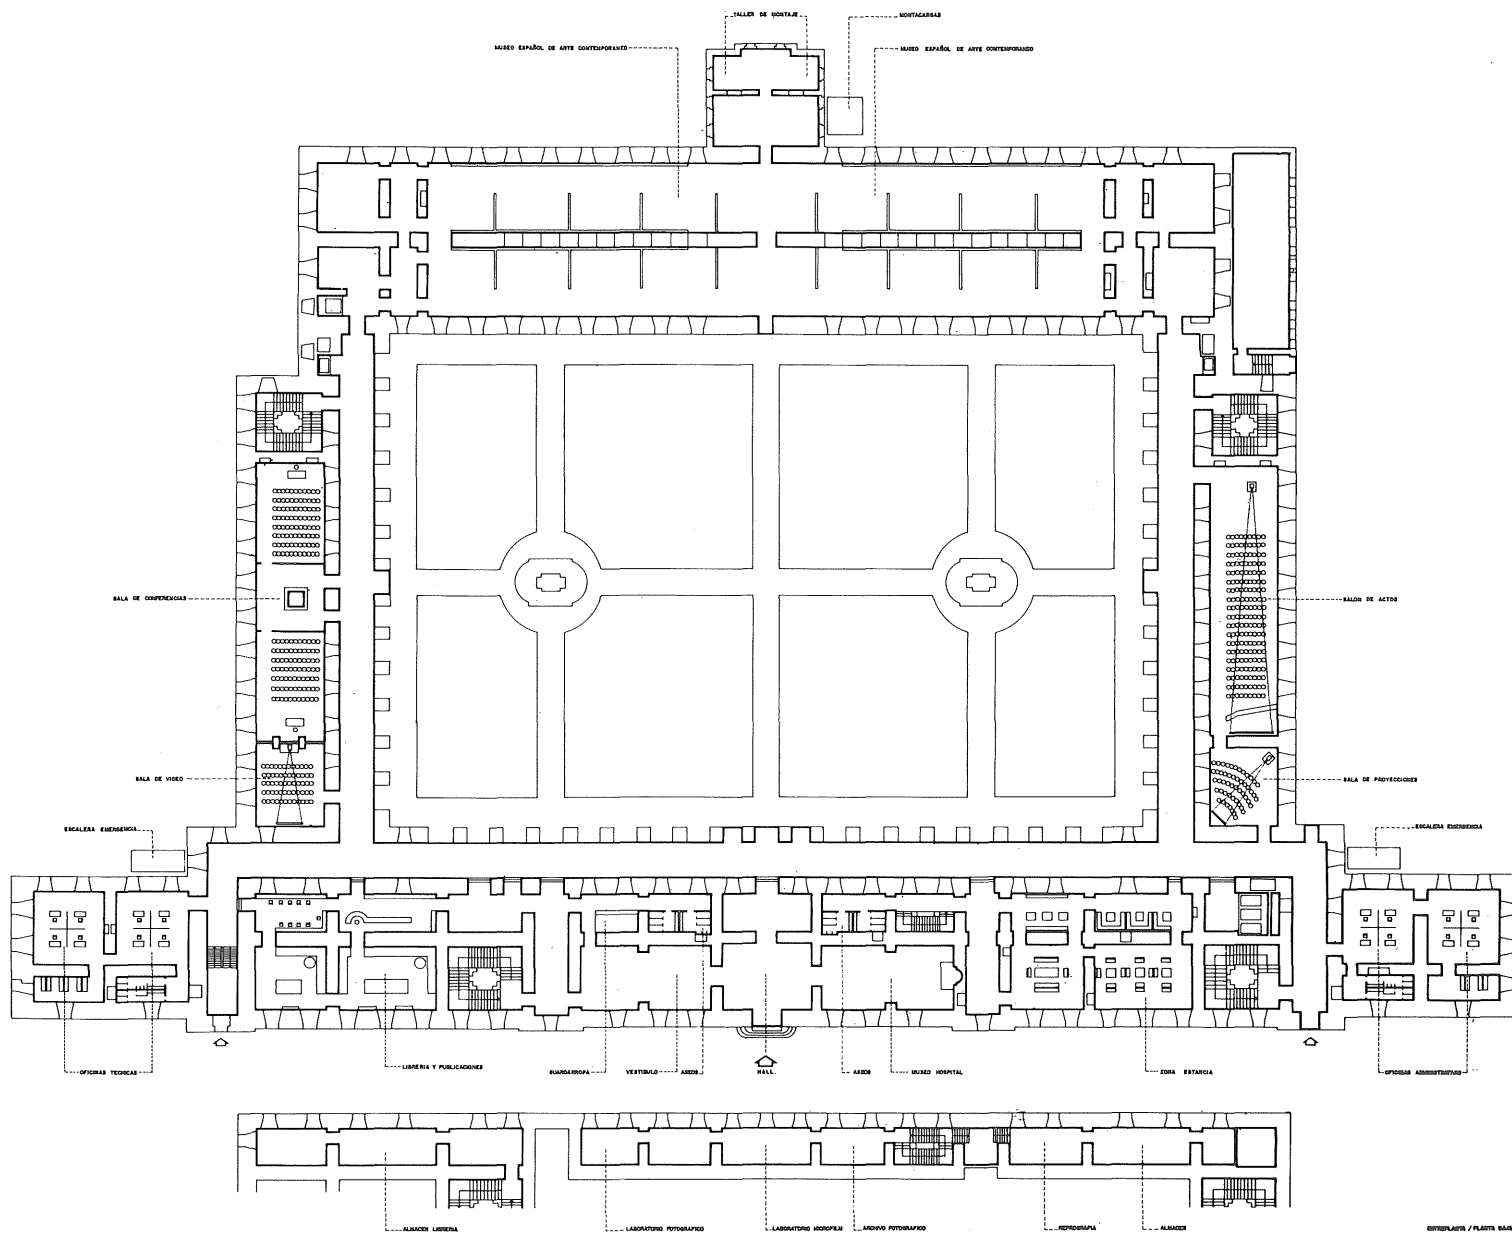 TALLER DE MONTAJE
MONTACARGAS
MUSEO ESPAÑOL DE ARTE CONTEMPORANEO
MUSEO ESPAÑOL DE ARTE CONTEMPORANEO
SALA DE CONFERENCIAS
SALON DE ACTOS
SALA DE VIDEO
SALA DE PROYECCIONES
ESCALERA EMERGENCIA
ESCALERA EMERGENCIA
OFICINAS TECNICAS
LIBRERIA Y PUBLICACIONES
GUARDARROPA
VESTIBULO
ASEOS
HALL.
ASEOS
MUSEO HOSPITAL
ZONA ESTANCIA
OFICINAS
ALMACEN LIBRERIA
LABORATORIO FOTOGRAFICO
LABORATORIO MICROFILM
ARCHIVO FOTOGRAFICO
REPROGRAFIA
ALMACEN
ENTREPLANTA / PLANTA BAJA